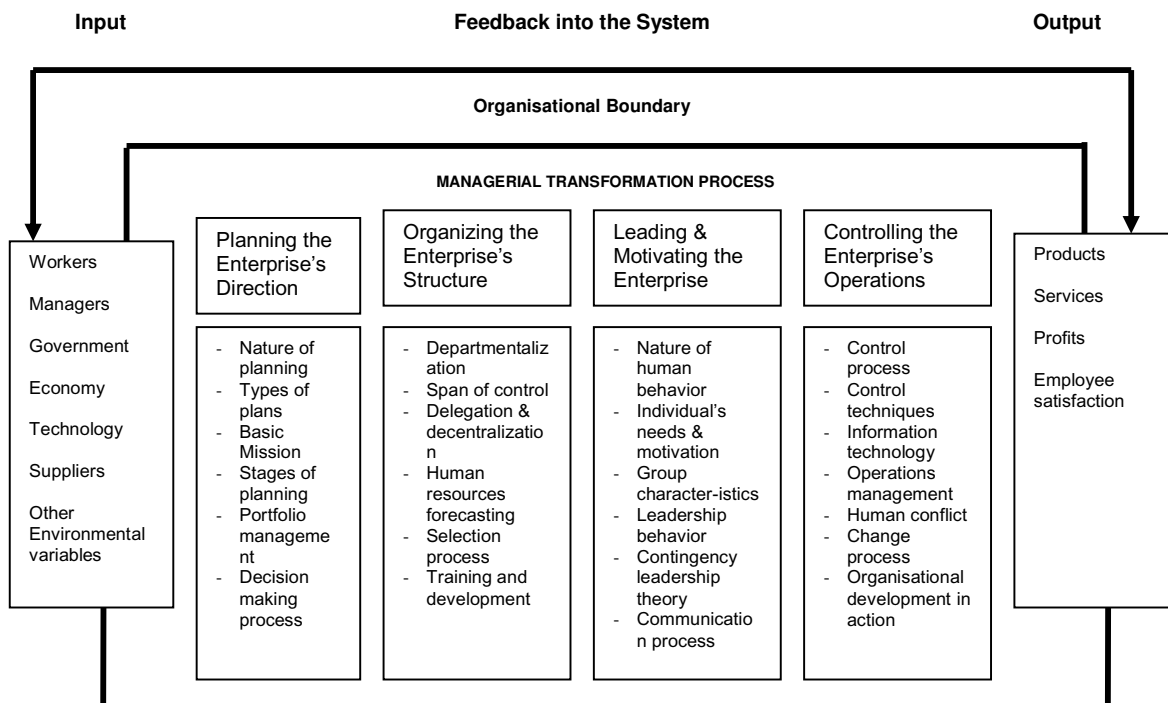 Input
Feedback into the System
Output
Organisational Boundary
MANAGERIAL TRANSFORMATION PROCESS
Workers
Managers
Government
Economy
Technology
Suppliers
Other
Environmental
variables
Planning the
Enterprise's
Direction
- Nature of
planning
- Types of
plans
- Basic
Mission
- Stages of
planning
- Portfolio
manageme
nt
- Decision
making
process
Organizing the
Enterprise's
Structure
- Departmentaliz
ation
- Span of control
- Delegation &
decentralizatio
n
- Human
resources
forecasting
- Selection
process
- Training and
development
Leading &
Motivating the
Enterprise
- Nature of
human
behavior
- Individual's
needs &
motivation
- Group
character-istics
- Leadership
behavior
- Contingency
leadership
theory
- Communicatio
n process
Controlling the
Enterprise's
Operations
- Control
process
- Control
techniques
- Information
technology
- Operations
management
- Human conflict
- Change
process
- Organisational
development in
action
Products
Services
Profits
Employee
satisfaction